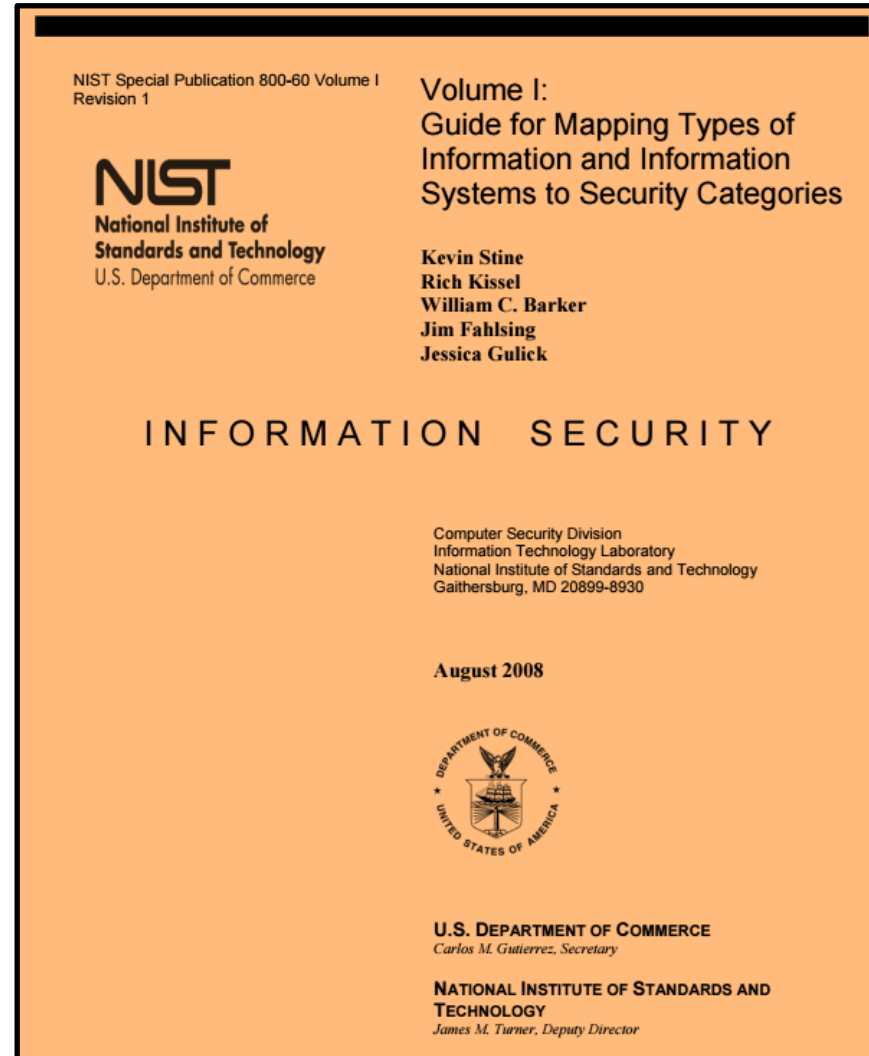 NIST Special Publication 800-60 Volume I
Revision 1
NIST
National Institute of
Standards and Technology
U.S. Department of Commerce
Volume I:
Guide for Mapping Types of
Information and Information
Systems to Security Categories
Kevin Stine
Rich Kissel
William C. Barker
Jim Fahlsing
Jessica Gulick
INFORMATION SECURITY
Computer Security Division
Information Technology Laboratory
National Institute of Standards and Technology
Gaithersburg, MD 20899-8930
August 2008
DEPARTMENT OF COMMERCE
UNITED STATES OF AMERICA
U.S. DEPARTMENT OF COMMERCE
Carlos M. Gutierrez, Secretary
NATIONAL INSTITUTE OF STANDARDS AND
TECHNOLOGY
James M. Turner, Deputy Director